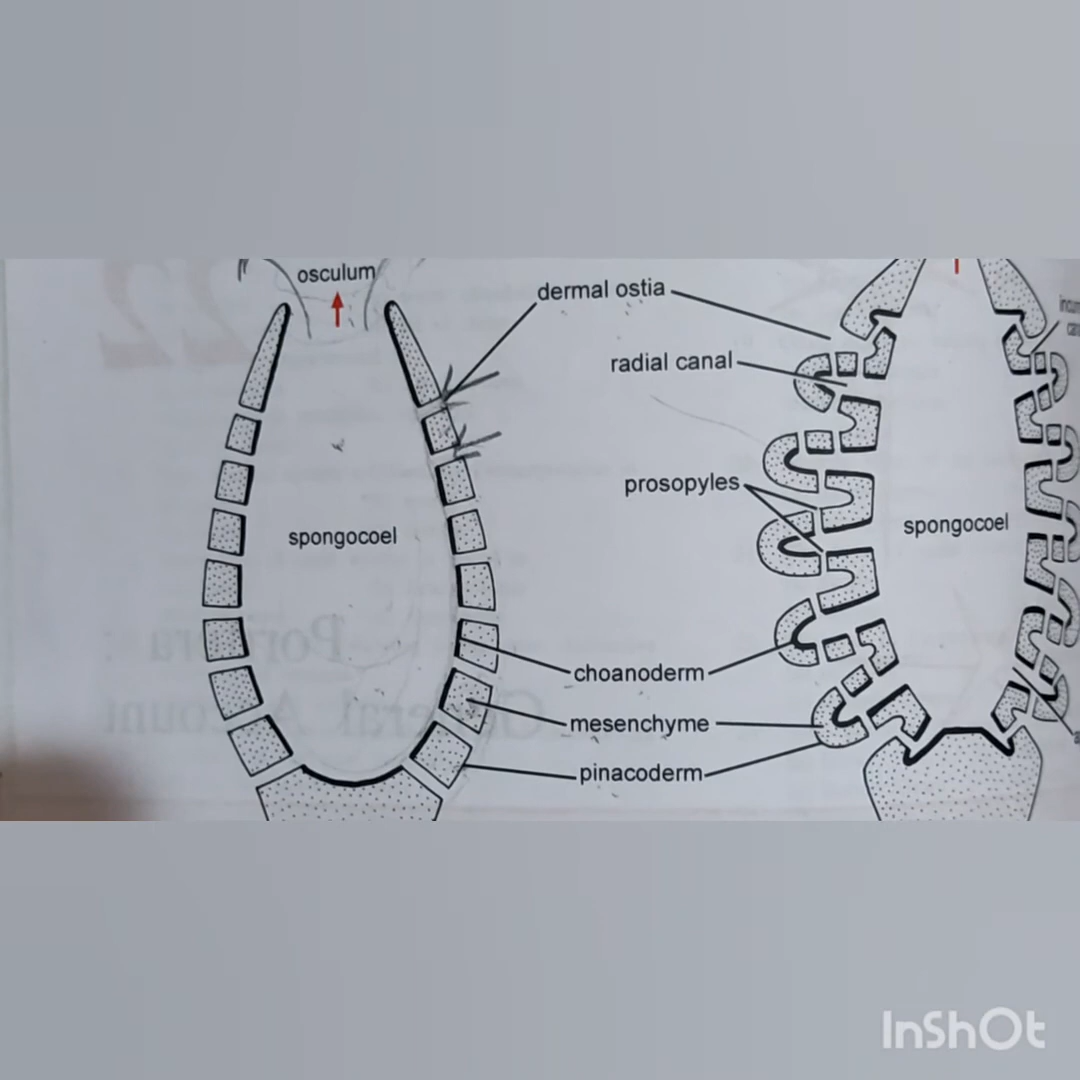 osculum
dermal ostia
radial canal
prosopyles
spongocoel
spongocoel
choanoderm
mesenchyme
pinacoderm
InShOt